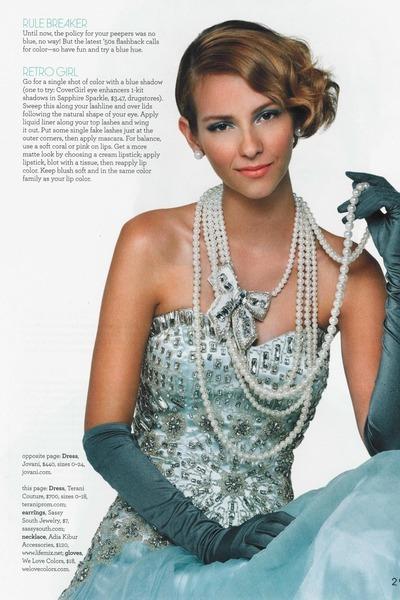 RULE BREAKER
Until now, the policy for your peepers was no
blue, no way! But the latest '50s flashback calls
for color—so have fun and try a blue hue.
RETRO GIRL
Go for a single shot of color with a blue shadow
(one to try: CoverGirl eye enhancers 1-kit
shadows in Sapphire Sparkle, $3.47, drugstores).
Sweep this along your lashline and over lids
following the natural shape of your eye. Apply
liquid liner along your top lashes and wing
it out. Put some single fake lashes just at the
outer corners, then apply mascara. For balance,
use a soft coral or pink on lips. Get a more
matte look by choosing a cream lipstick; apply
lipstick, blot with a tissue, then reapply lip
color. Keep blush soft and in the same color
family as your lip color.
opposite page: Dress,
Jovani, $440, sizes 0–24,
jovani.com.
this page: Dress, Terani
Couture, $700, sizes 0–18,
teraniprom.com;
earrings, Sassy
South Jewelry, $7,
sassysouth.com;
necklace, Adia Kibur
Accessories, $120,
www.lifemix.net; gloves,
We Love Colors, $18,
welovecolors.com.